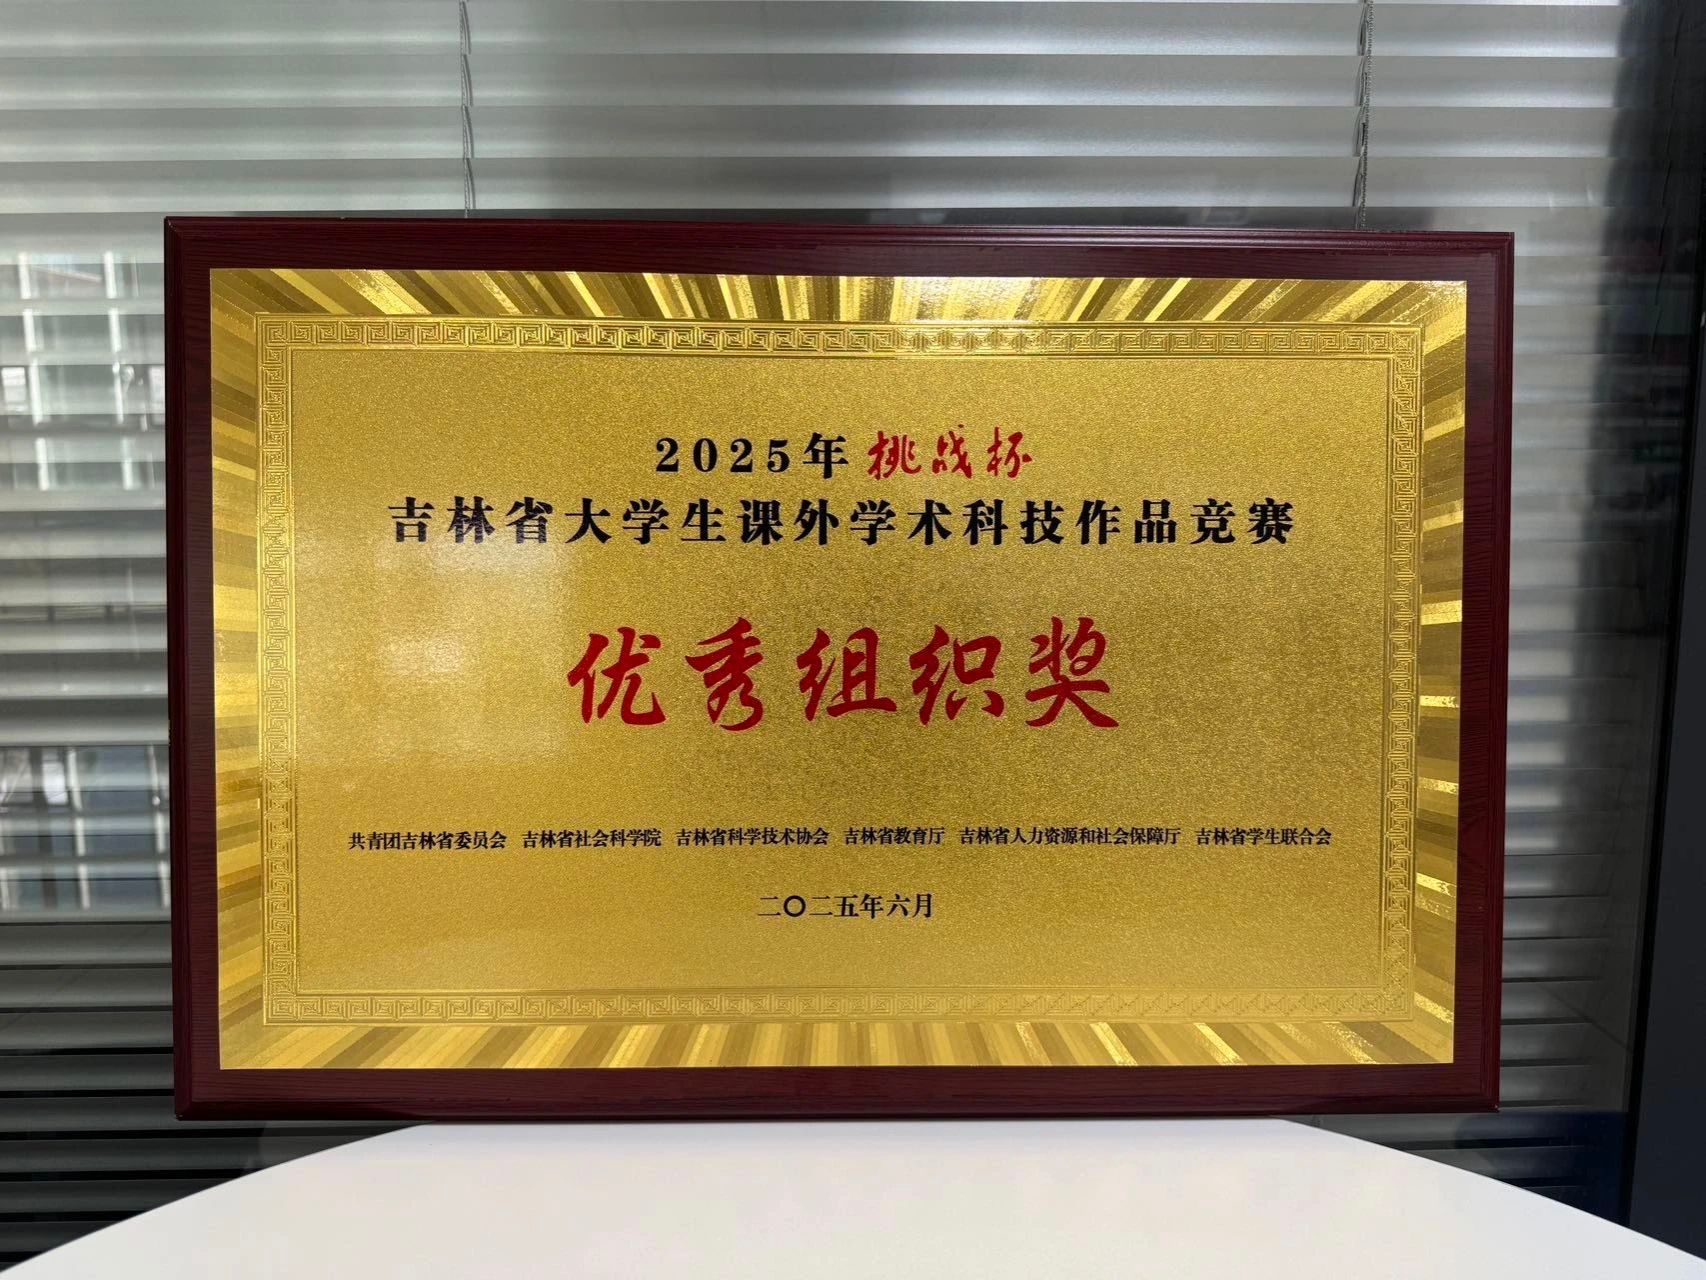 2025年挑战杯
吉林省大学生课外学术科技作品竞赛
优秀组织奖
共青团吉林省委员会 吉林省社会科学院 吉林省科学技术协会 吉林省教育厅 吉林省人力资源和社会保障厅 吉林省学生联合会
二〇二五年六月